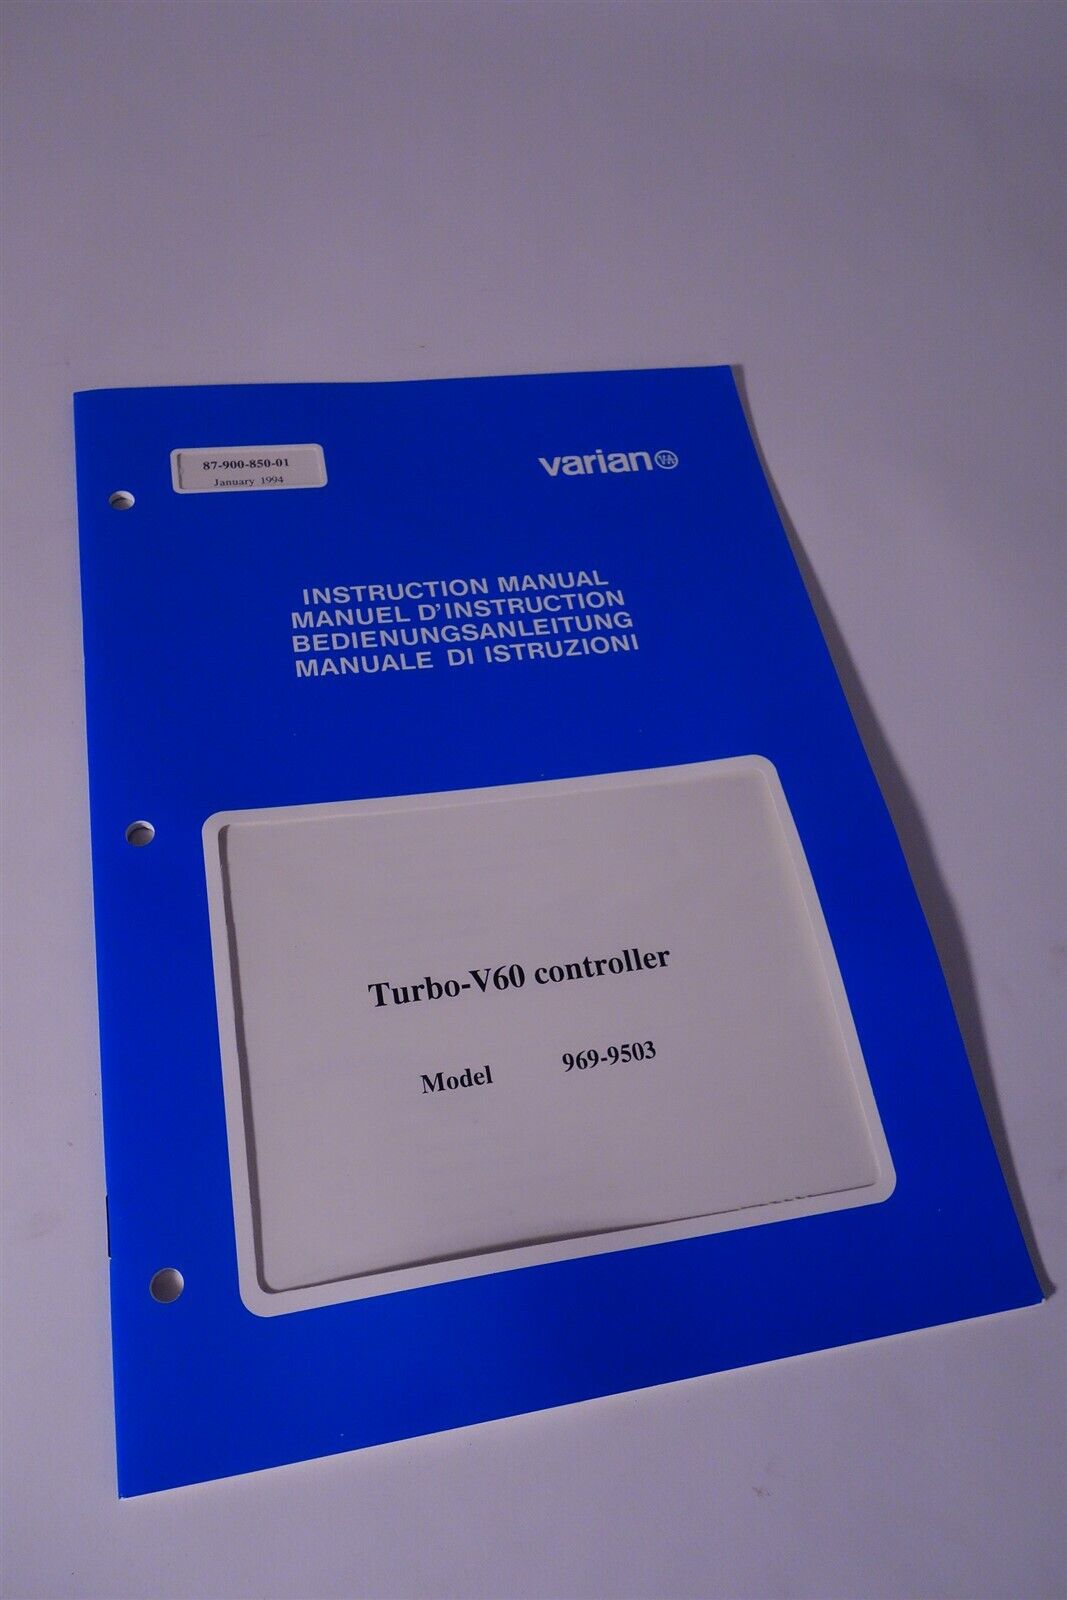 87-900-850-01
January 1994
varian
INSTRUCTION MANUAL
MANUEL D'INSTRUCTION
BEDIENUNGSANLEITUNG
MANUALE DI ISTRUZIONI
Turbo-V60 controller
Model 969-9503